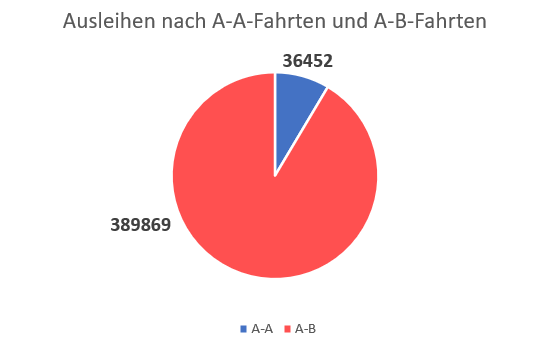 Ausleihen nach A-A-Fahrten und A-B-Fahrten
36452
389869
A-A
A-B